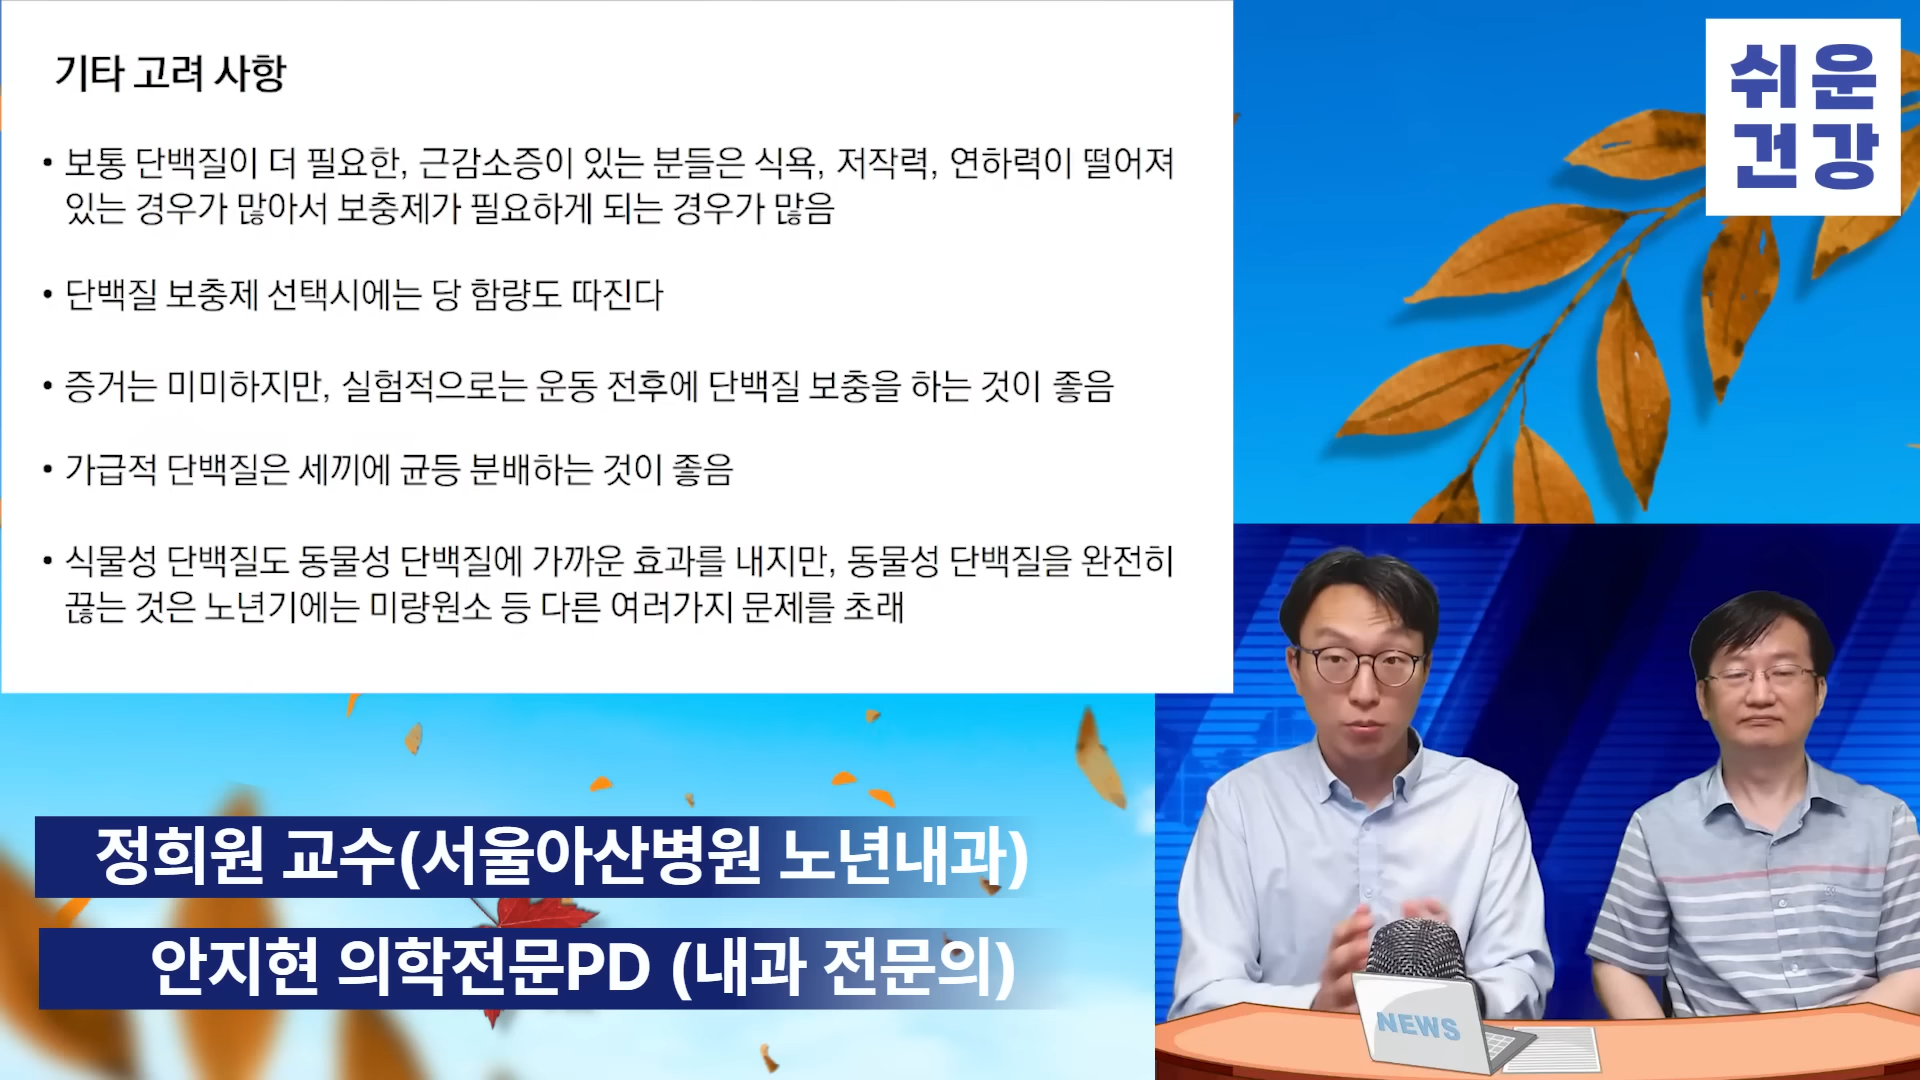 기타 고려 사항
• 보통 단백질이 더 필요한, 근감소증이 있는 분들은 식욕, 저작력, 연하력이 떨어져
있는 경우가 많아서 보충제가 필요하게 되는 경우가 많음
• 단백질 보충제 선택시에는 당 함량도 따진다
• 증거는 미미하지만, 실험적으로는 운동 전후에 단백질 보충을 하는 것이 좋음
• 가급적 단백질은 세끼에 균등 분배하는 것이 좋음
• 식물성 단백질도 동물성 단백질에 가까운 효과를 내지만, 동물성 단백질을 완전히
끊는 것은 노년기에는 미량원소 등 다른 여러가지 문제를 초래
쉬운
건강
정희원 교수(서울아산병원 노년내과)
안지현 의학전문PD (내과 전문의)
NEWS